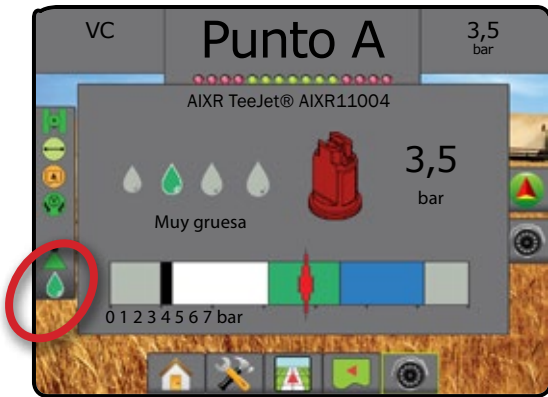 VC
Punto A
3,5
bar
AIXR TeeJet® AIXR11004
3,5
bar
Muy gruesa
0 1 2 3 4 5 6 7 bar